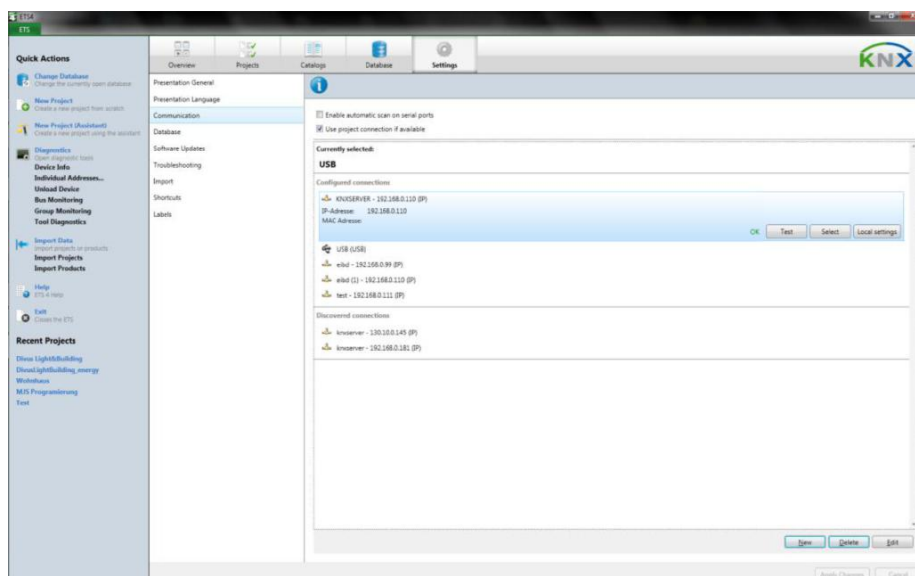 ETS4
ETS
Quick Actions
Change Database
Change the currently open database
New Project
Create a new project from scratch
New Project (Assistant)
Create a new project using the assistant
Diagnostics
Open diagnostic tools
Device Info
Individual Addresses...
Unload Device
Bus Monitoring
Group Monitoring
Tool Diagnostics
Import Data
Import projects or products
Import Projects
Import Products
Help
ETS 4 Help
Exit
Closes the ETS
Recent Projects
Divus Light&Building
DivusLightBuilding_energy
Wohnhaus
MJS Programierung
Test
Overview
Projects
Catalogs
Database
Settings
KNX
Presentation General
Presentation Language
Communication
Database
Software Updates
Troubleshooting
Import
Shortcuts
Labels
Enable automatic scan on serial ports
Use project connection if available
Currently selected:
USB
Configured connections
KNXSERVER - 192.168.0.110 (IP)
IP-Adresse: 192.168.0.110
MAC Adresse:
OK Test Select Local settings
USB (USB)
eibd - 192.168.0.99 (IP)
eibd (1) - 192.168.0.110 (IP)
test - 192.168.0.111 (IP)
Discovered connections
knxserver - 130.10.0.145 (IP)
knxserver - 192.168.0.181 (IP)
New Delete Edit
Apply Changes Cancel